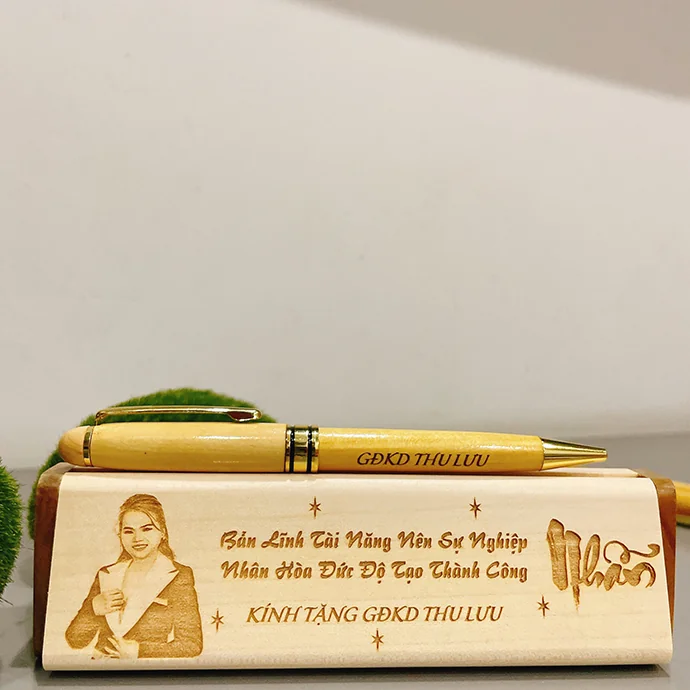 GĐKD THU LƯU
Bản Lĩnh Tài Năng Nên Sự Nghiệp
Nhân Hòa Đức Độ Tạo Thành Công
KÍNH TẶNG GĐKD THU LƯU
Nhẫn